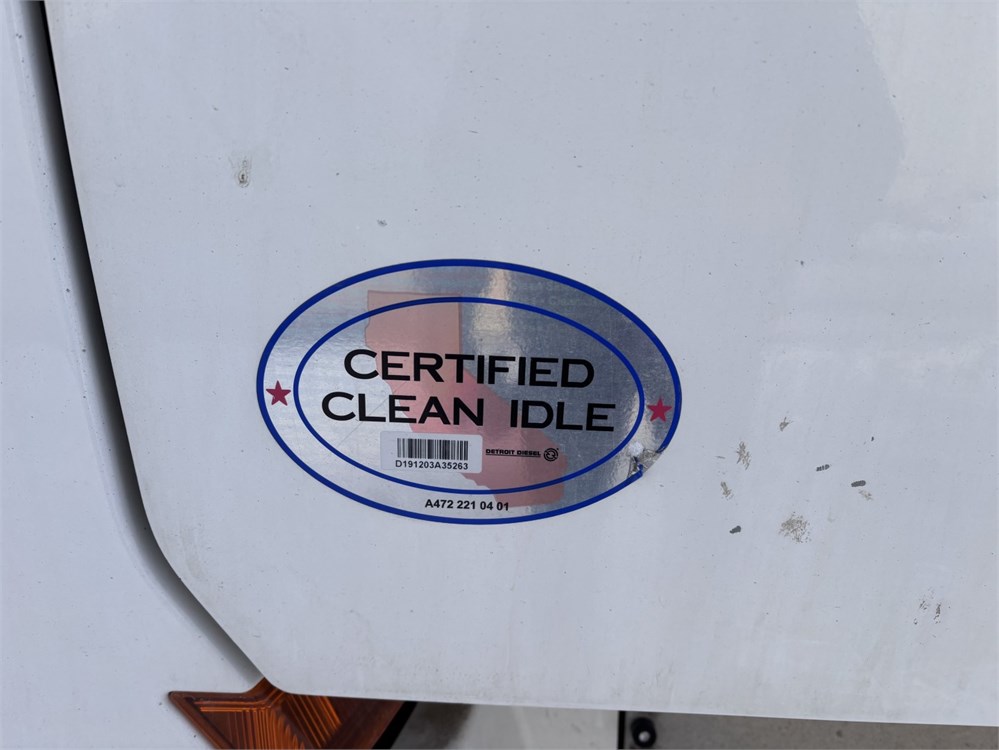 CERTIFIED
CLEAN IDLE
D191203A35263
DETROIT DIESEL
A472 221 04 01